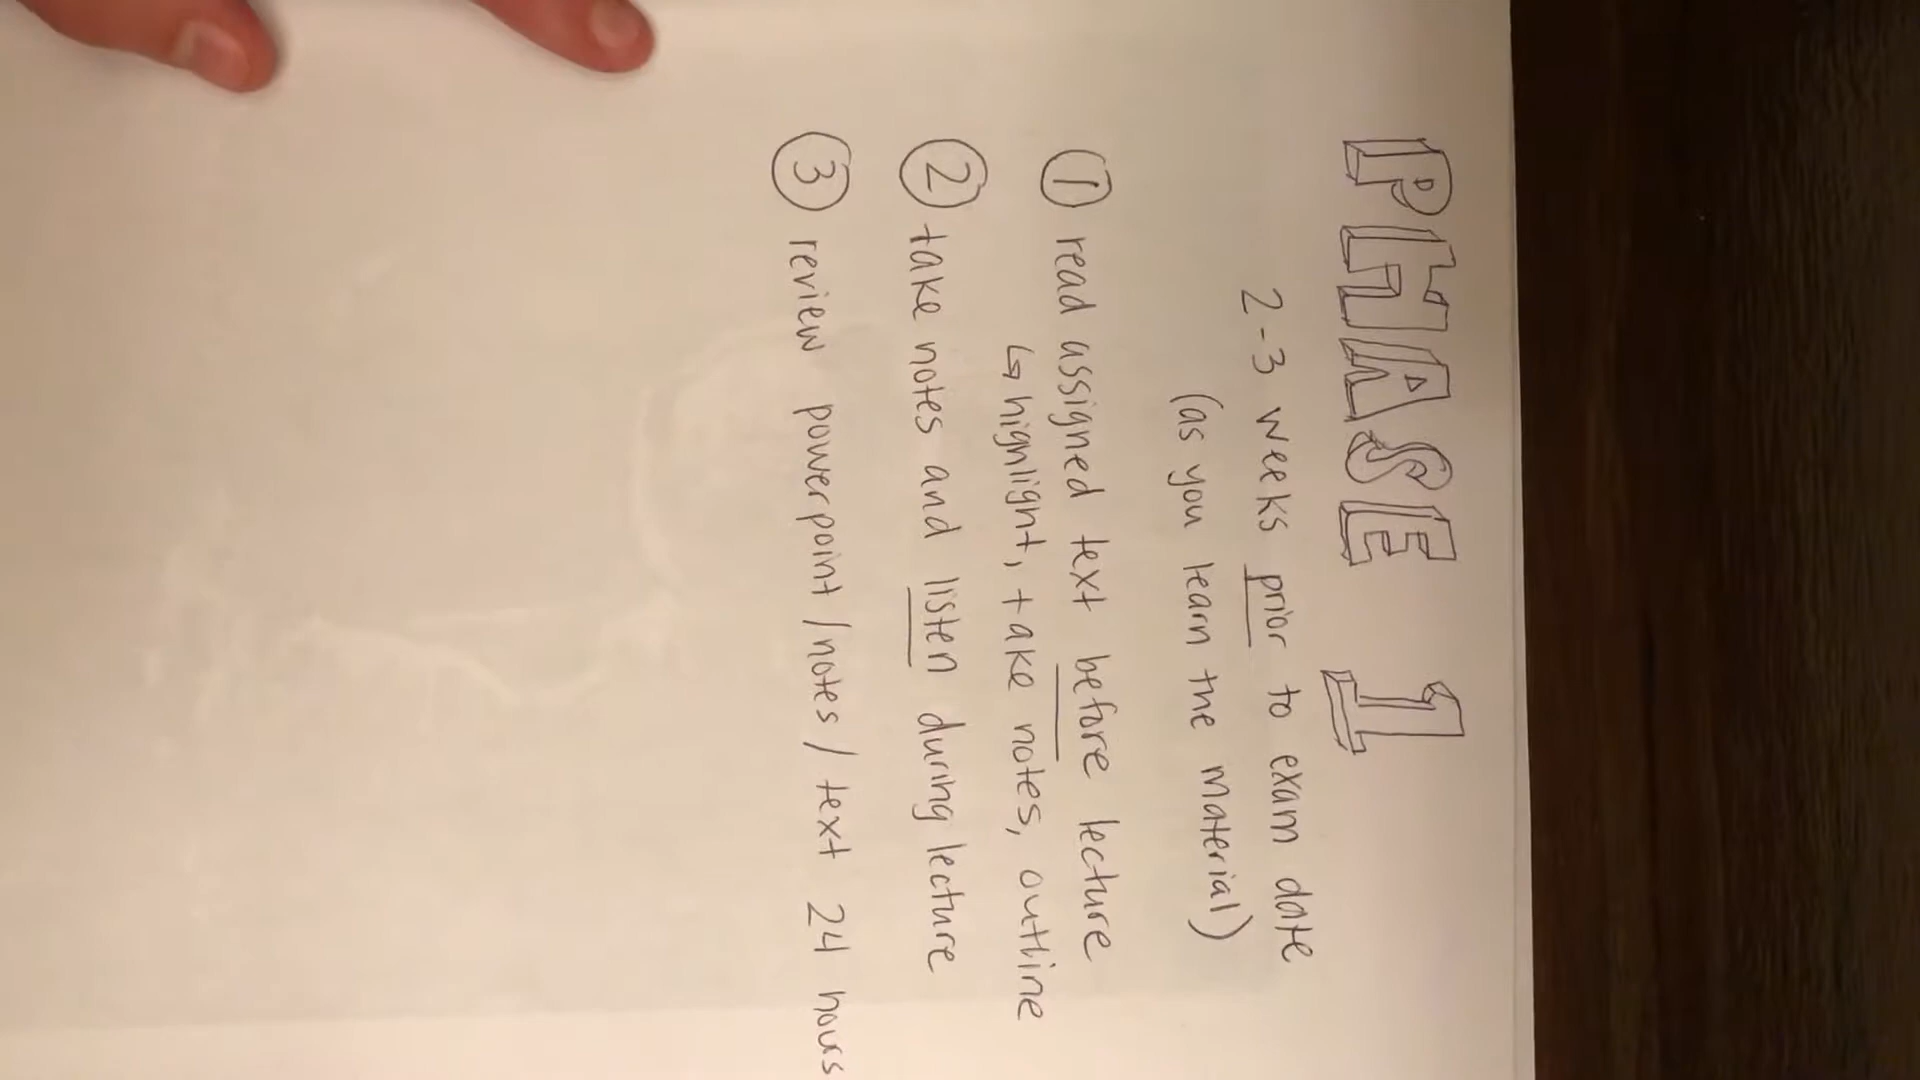 PHASE 1
2-3 weeks prior to exam date
(as you learn the material)
① read assigned text before lecture
↳ highlight, take notes, outline
② take notes and listen during lecture
③ review powerpoint/notes/text 24 hours